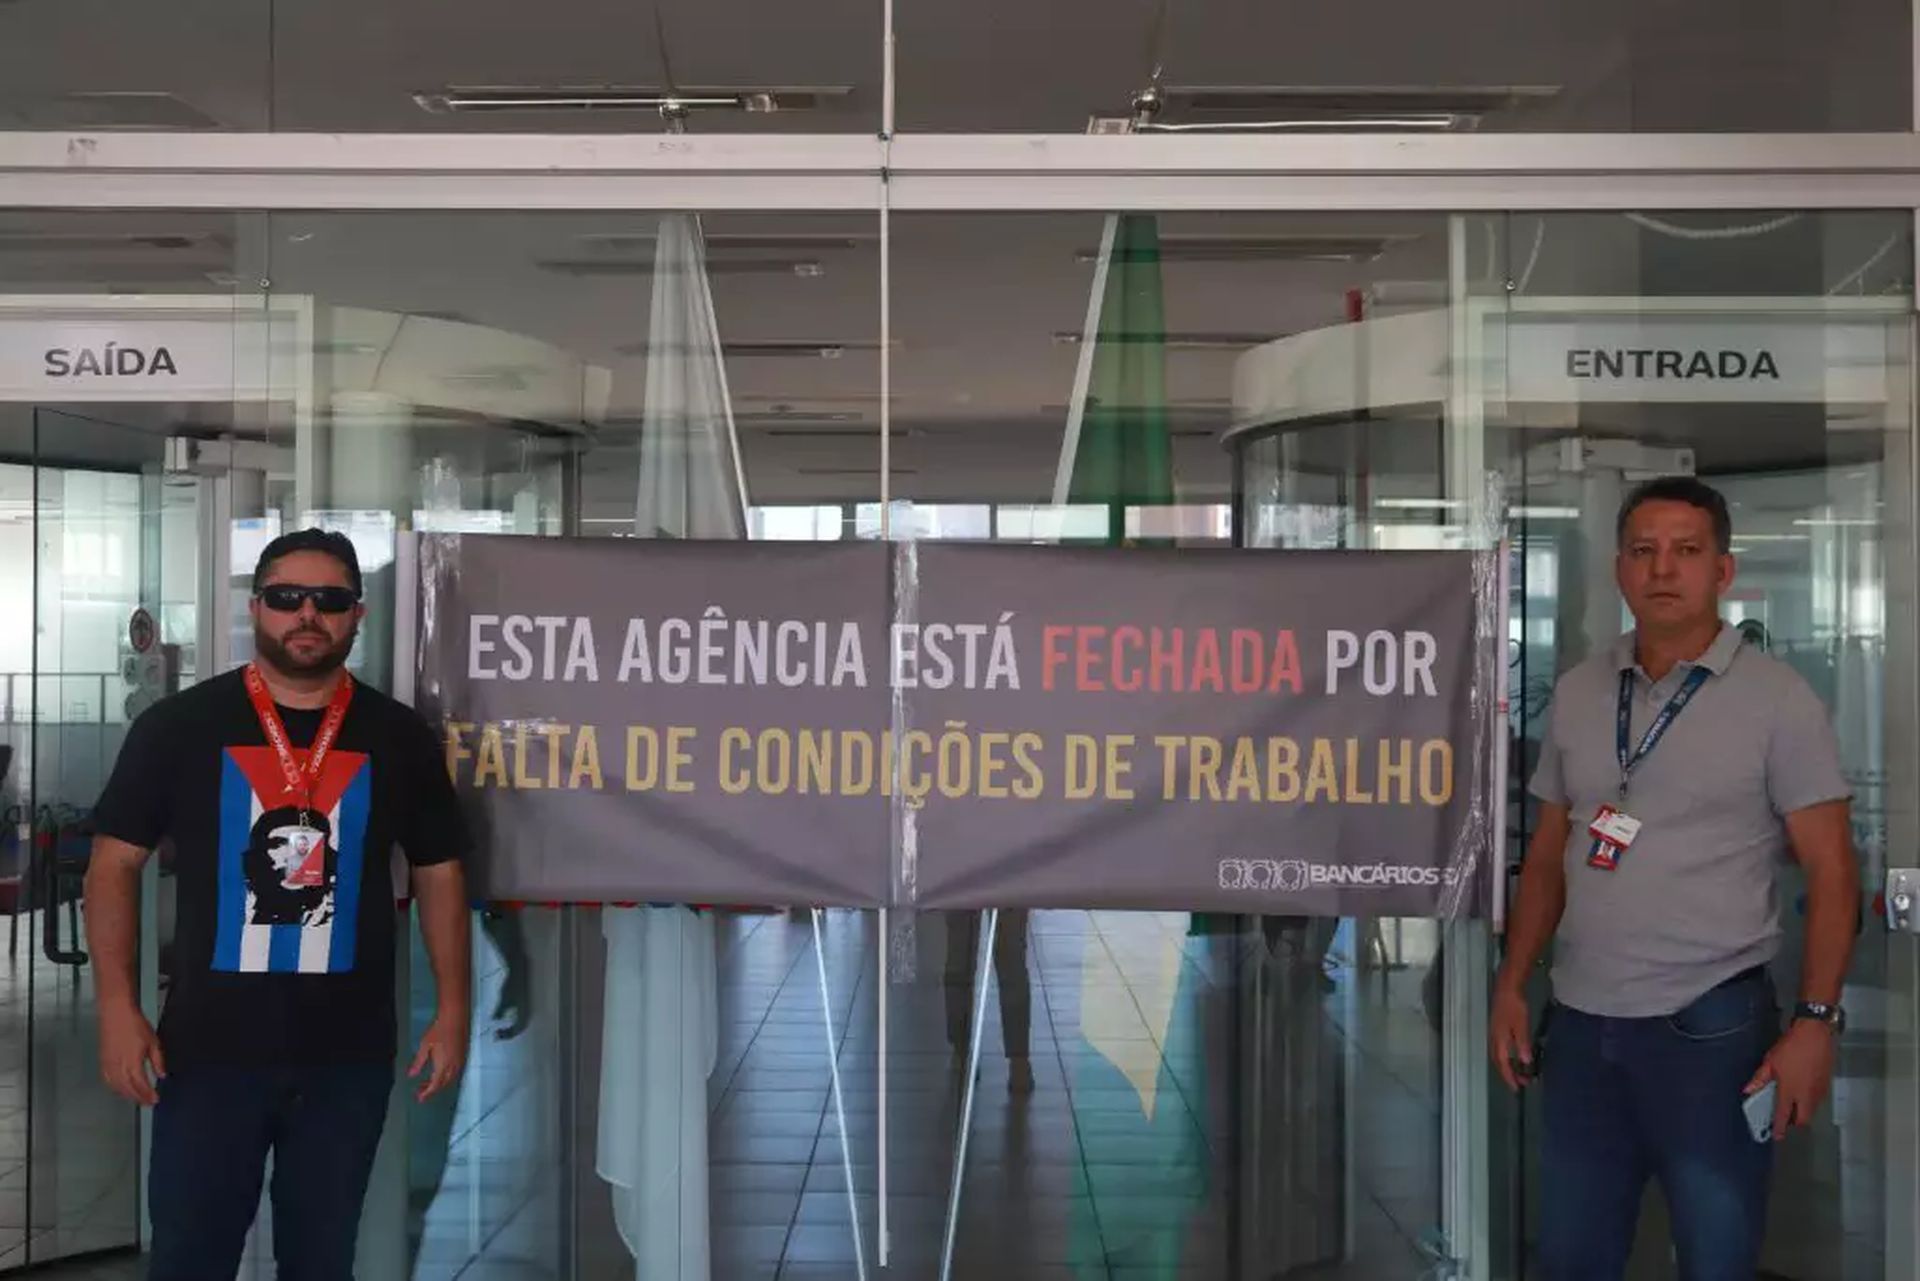 SAÍDA
ENTRADA
ESTA AGÊNCIA ESTÁ FECHADA POR
FALTA DE CONDIÇÕES DE TRABALHO
BANCÁRIOS